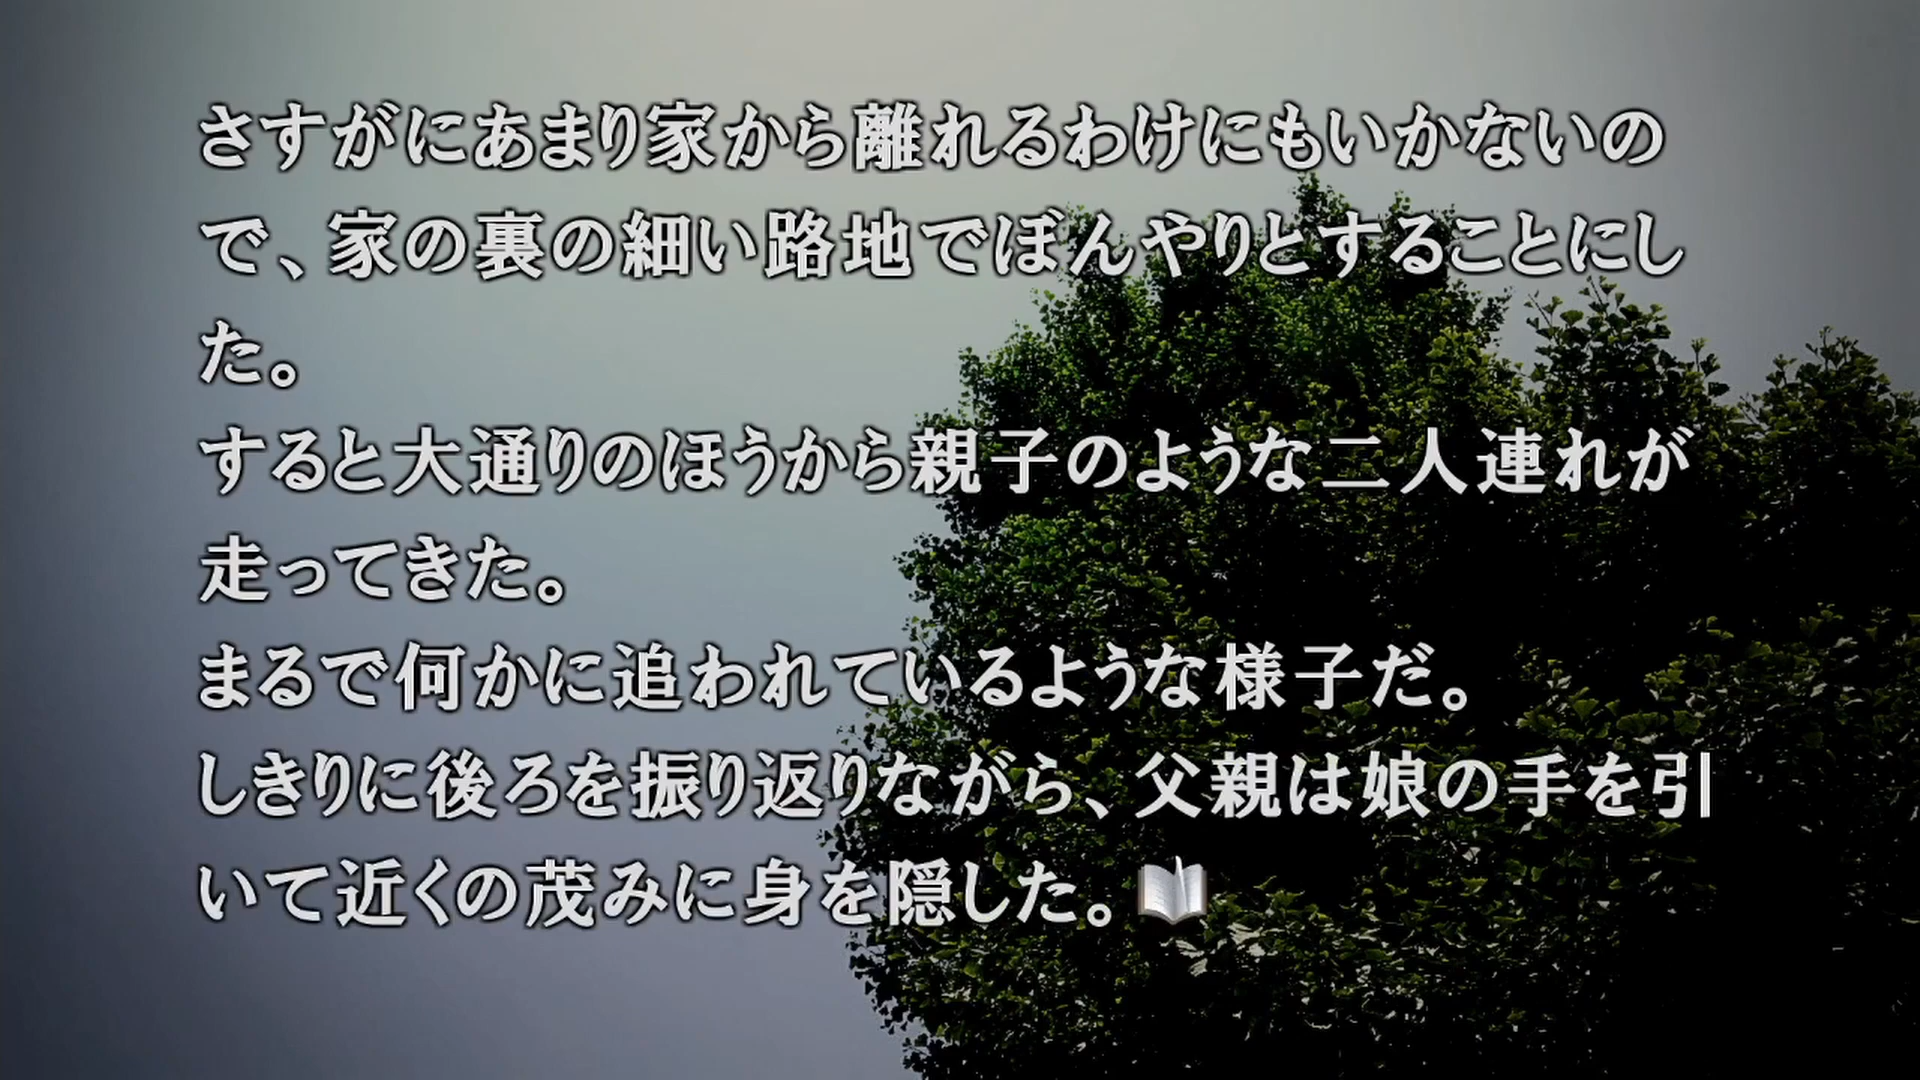 さすがにあまり家から離れるわけにもいかないの
で、家の裏の細い路地でぼんやりとすることにし
た。
すると大通りのほうから親子のような二人連れが
走ってきた。
まるで何かに追われているような様子だ。
しきりに後ろを振り返りながら、父親は娘の手を引
いて近くの茂みに身を隠した。